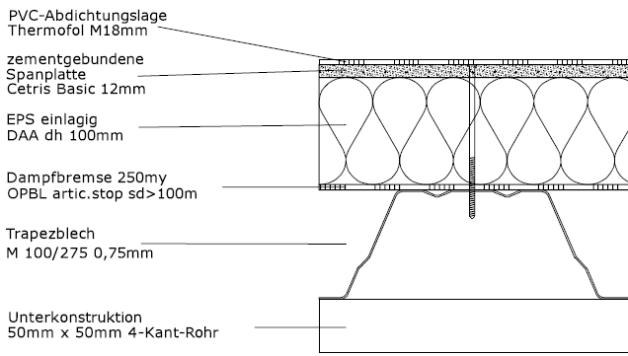 PVC-Abdichtungslage
Thermofol M18mm
zementgebundene
Spanplatte
Cetris Basic 12mm
EPS einlagig
DAA dh 100mm
Dampfbremse 250my
OPBL artic.stop sd>100m
Trapezblech
M 100/275 0,75mm
Unterkonstruktion
50mm x 50mm 4-Kant-Rohr